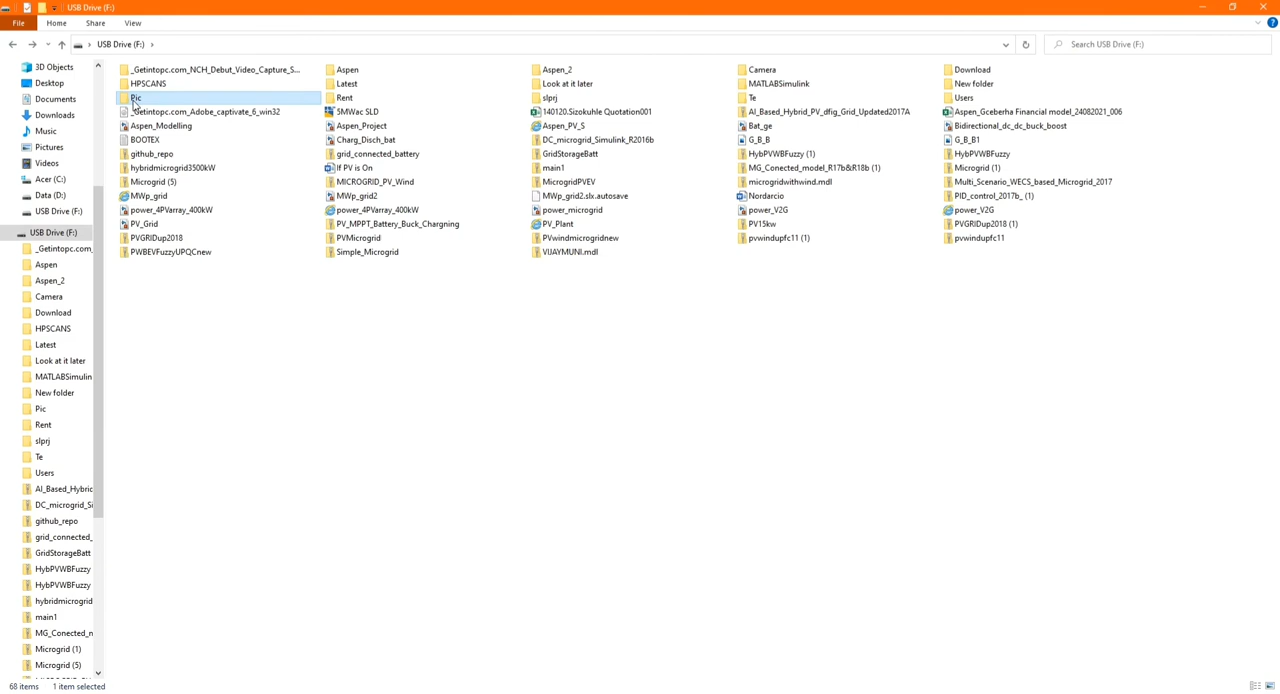 USB Drive (F:)
File Home Share View
USB Drive (F:)
Search USB Drive (F:)
3D Objects
Desktop
Documents
Downloads
Music
Pictures
Videos
Acer (C:)
Data (D:)
USB Drive (F:)
USB Drive (F:)
_Getintopc.com_
Aspen
Aspen_2
Camera
Download
HPSCANS
Latest
Look at it later
MATLABSimulin
New folder
Pic
Rent
slprj
Te
Users
AI_Based_Hybric
DC_microgrid_Si
github_repo
grid_connected_
GridStorageBatt
HybPVWBFuzzy
HybPVWBFuzzy
hybridmicrogrid
main1
MG_Conected_n
Microgrid (1)
Microgrid (5)
_Getintopc.com_NCH_Debut_Video_Capture_S... Aspen Aspen_2 Camera Download
HPSCANS Latest Look at it later MATLABSimulink New folder
Pic Rent slprj Te Users
_Getintopc.com_Adobe_captivate_6_win32 5MWac SLD 140120.Sizokuhle Quotation001 AI_Based_Hybrid_PV_dfig_Grid_Updated2017A Aspen_Gceberha Financial model_24082021_006
Aspen_Modelling Aspen_Project Aspen_PV_S Bat_ge Bidirectional_dc_dc_buck_boost
BOOTEX Charg_Disch_bat DC_microgrid_Simulink_R2016b G_B_B G_B_B1
github_repo grid_connected_battery GridStorageBatt HybPVWBFuzzy (1) HybPVWBFuzzy
hybridmicrogrid3500kW If PV is On main1 MG_Conected_model_R17b&R18b (1) Microgrid (1)
Microgrid (5) MICROGRID_PV_Wind MicrogridPVEV microgridwithwind.mdl Multi_Scenario_WECS_based_Microgrid_2017
MWp_grid MWp_grid2 MWp_grid2.slx.autosave Nordarcio PID_control_2017b_ (1)
power_4PVarray_400kW power_4PVarray_400kW power_microgrid power_V2G power_V2G
PV_Grid PV_MPPT_Battery_Buck_Chargning PV_Plant PV15kw PVGRIDup2018 (1)
PVGRIDup2018 PVMicrogrid PVwindmicrogridnew pvwindupfc11 (1) pvwindupfc11
PWBEVFuzzyUPQCnew Simple_Microgrid VIJAYMUNI.mdl
68 items 1 item selected